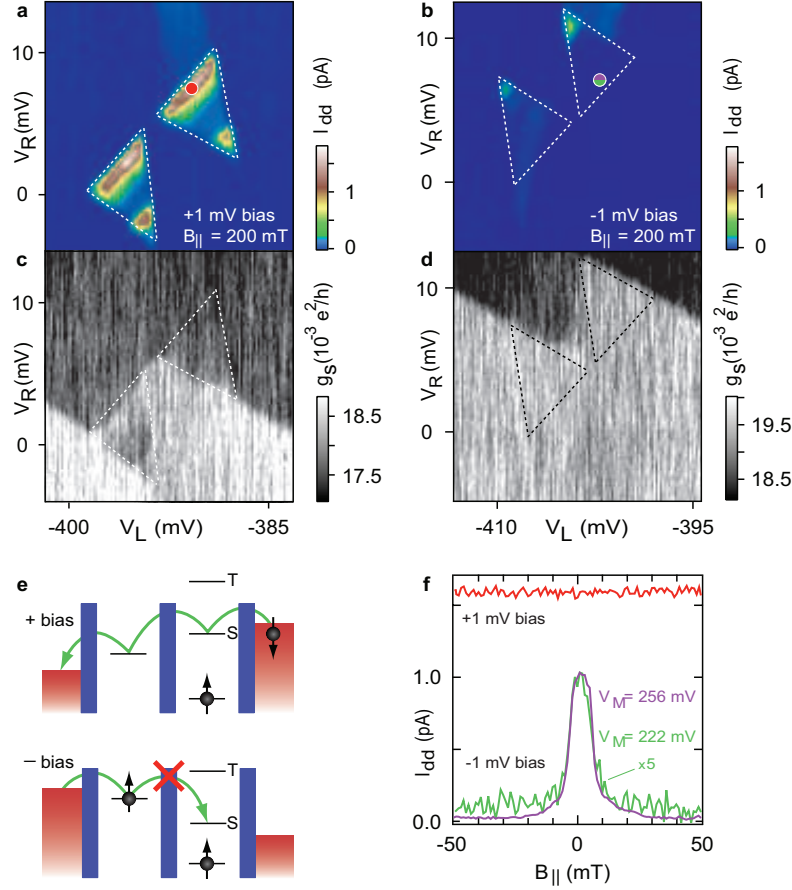 a
V_R (mV)
10
0
+1 mV bias
B_|| = 200 mT
I_dd (pA)
1
0
b
V_R (mV)
10
0
-1 mV bias
B_|| = 200 mT
I_dd (pA)
1
0
c
V_R (mV)
10
0
-400
-385
V_L (mV)
g_s (10^-3 e^2/h)
18.5
17.5
d
V_R (mV)
10
0
-410
-395
V_L (mV)
g_s (10^-3 e^2/h)
19.5
18.5
e
+ bias
T
S
− bias
T
S
f
+1 mV bias
V_M = 256 mV
V_M = 222 mV
x5
-1 mV bias
I_dd (pA)
1.0
0.0
-50
0
50
B_|| (mT)